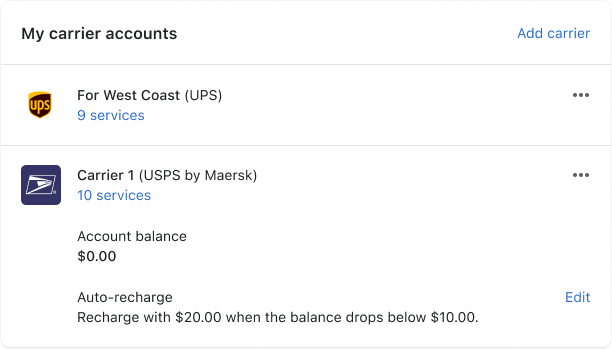 My carrier accounts
Add carrier
ups
For West Coast (UPS)
9 services
Carrier 1 (USPS by Maersk)
10 services
Account balance
$0.00
Auto-recharge
Edit
Recharge with $20.00 when the balance drops below $10.00.